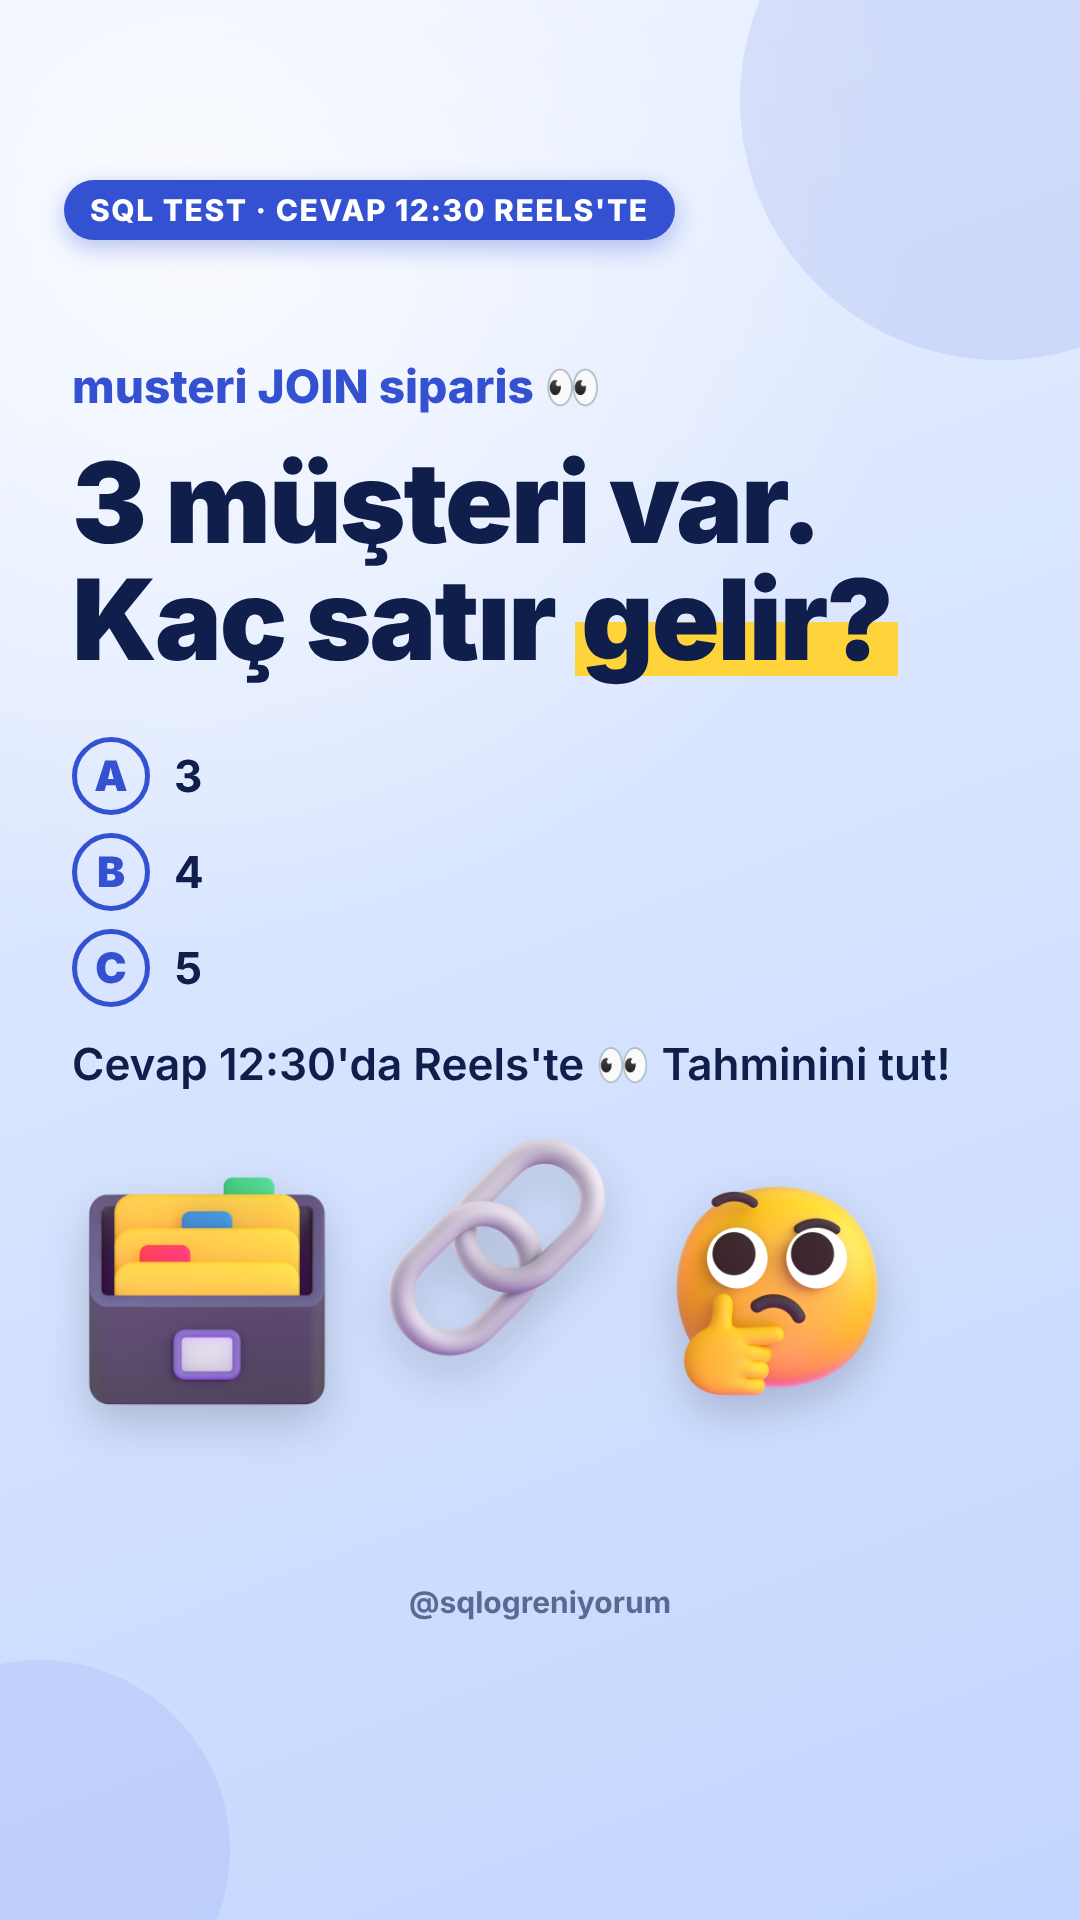 SQL TEST · CEVAP 12:30 REELS'TE
musteri JOIN siparis 👀
3 müşteri var.
Kaç satır gelir?
A 3
B 4
C 5
Cevap 12:30'da Reels'te 👀 Tahminini tut!
@sqlogreniyorum